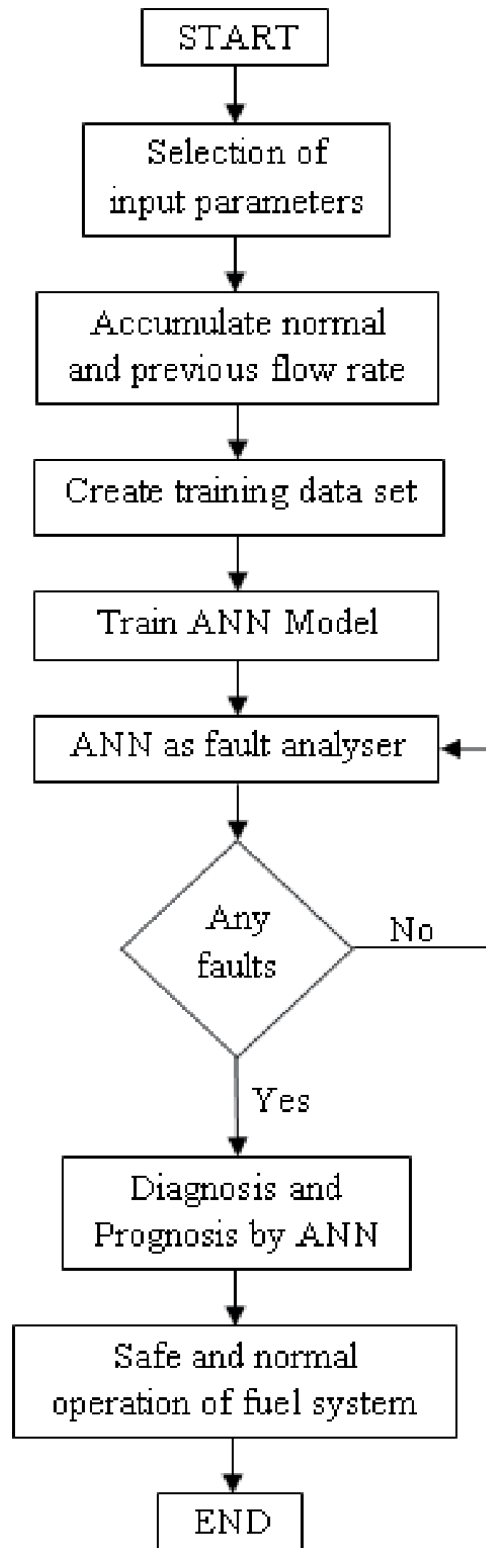 START
Selection of
input parameters
Accumulate normal
and previous flow rate
Create training data set
Train ANN Model
ANN as fault analyser
Any
faults
No
Yes
Diagnosis and
Prognosis by ANN
Safe and normal
operation of fuel system
END